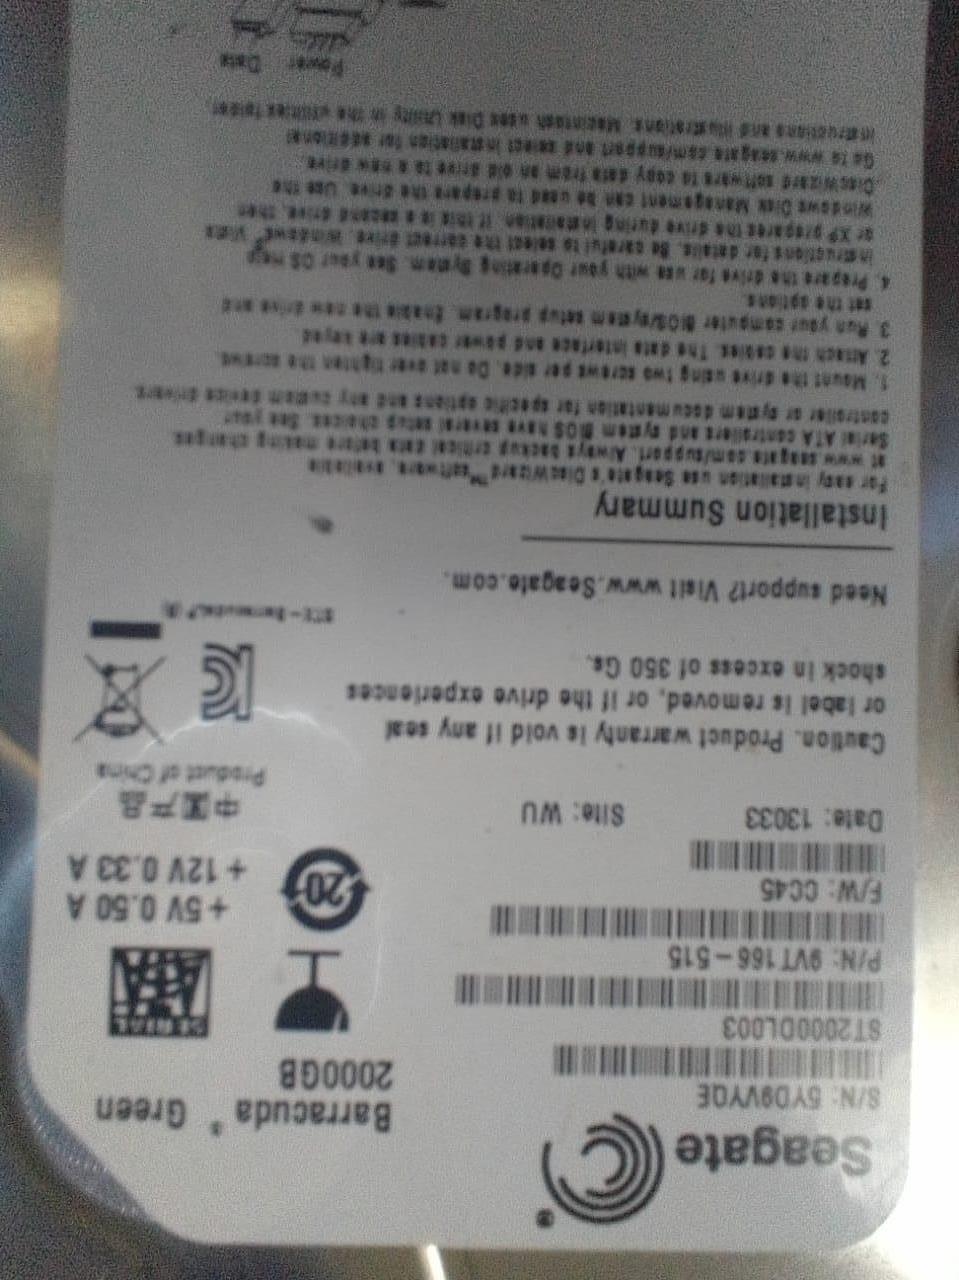 Seagate
Barracuda Green
2000GB
S/N: 5YD9VYQE
ST2000DL003
P/N: 9VT166-515
F/W: CC45
Date: 13033 Site: WU
SERIAL
+5V 0.50 A
+12V 0.33 A
20
中国产品
Product of China
Caution. Product warranty is void if any seal
or label is removed, or if the drive experiences
shock in excess of 350 Gs.
Need support? Visit www.Seagate.com.
Installation Summary
For easy installation use Seagate's DiscWizard™ software, available
at www.seagate.com/support. Always backup critical data before making changes.
Serial ATA controllers and system BIOS have several setup choices. See your
controller or system documentation for specific options and any custom device drivers.
1. Mount the drive using two screws per side. Do not over tighten the screws.
2. Attach the cables. The data interface and power cables are keyed
3. Run your computer BIOS/system setup program. Enable the new drive and
set the options.
4. Prepare the drive for use with your Operating System. See your OS Help
instructions for details. Be careful to select the correct drive. Windows® Vista
or XP prepares the drive during installation. If this is a second drive, then
Windows Disk Management can be used to prepare the drive. Use the
DiscWizard software to copy data from an old drive to a new drive.
Go to www.seagate.com/support and select installation for additional
instructions and illustrations. Macintosh uses Disk Utility in the utilities folder.
Power Data